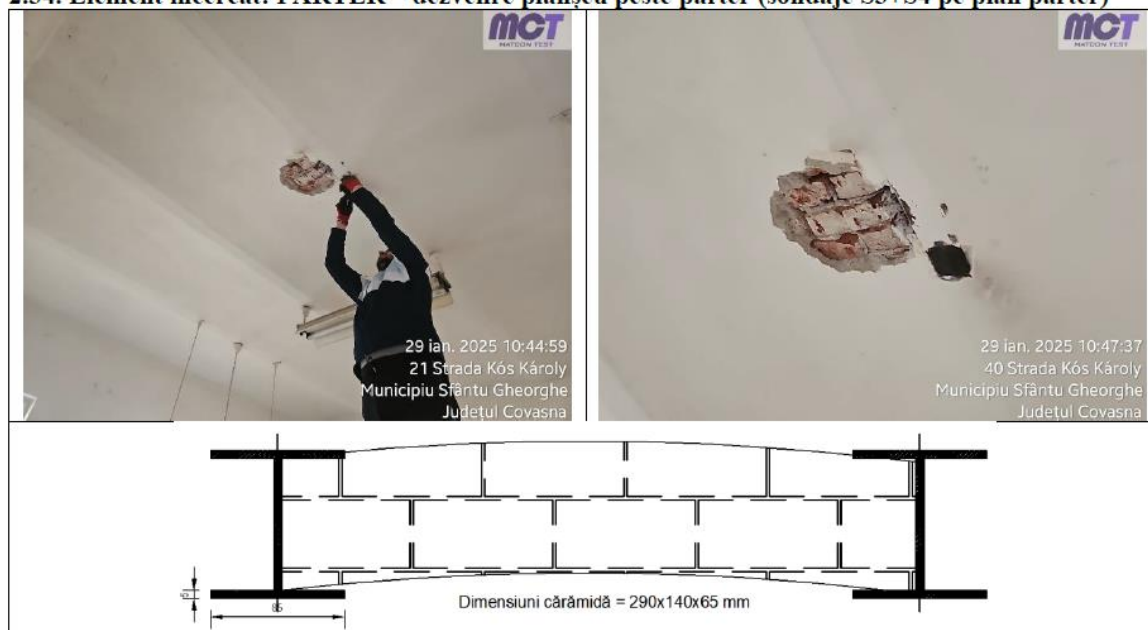 2.34. Element încercat: PARTER – dezvelire planșeu peste parter (sondaje S3÷S4 pe plan parter)
MCT
MATCON TEST
29 ian. 2025 10:44:59
21 Strada Kós Károly
Municipiu Sfântu Gheorghe
Județul Covasna
MCT
MATCON TEST
29 ian. 2025 10:47:37
40 Strada Kós Károly
Municipiu Sfântu Gheorghe
Județul Covasna
5
85
Dimensiuni cărămidă = 290x140x65 mm